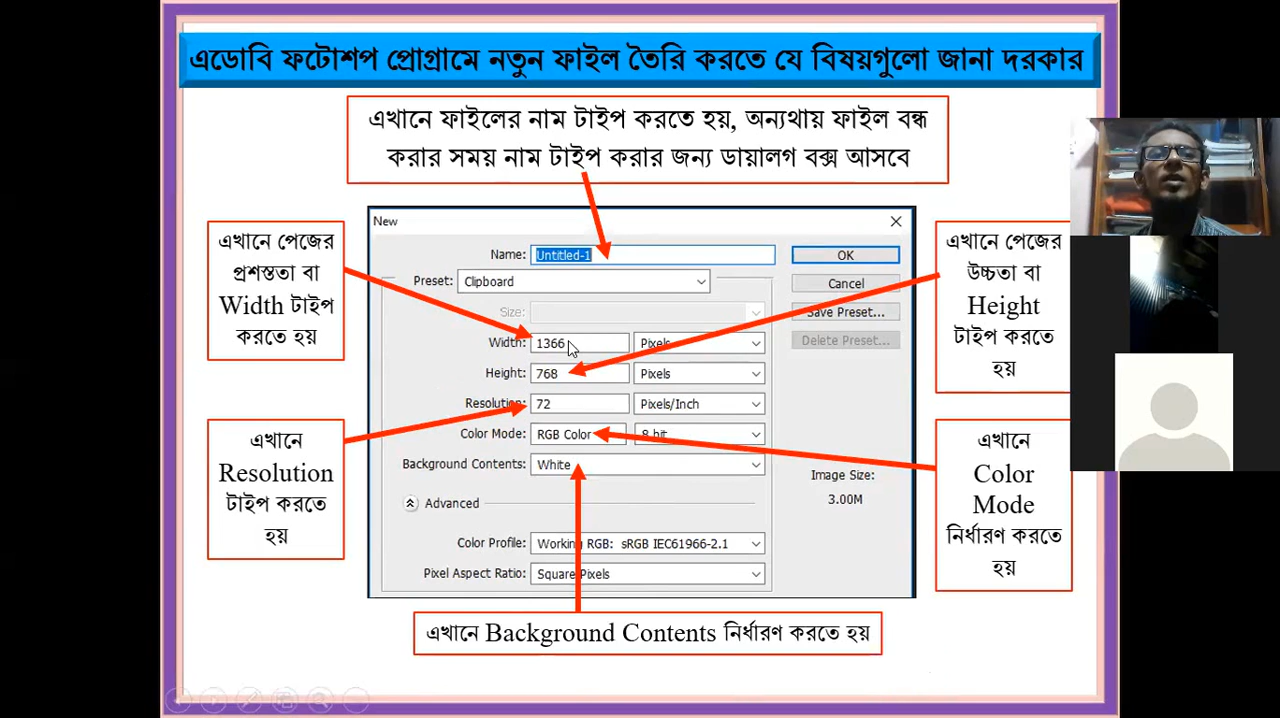 এডোবি ফটোশপ প্রোগ্রামে নতুন ফাইল তৈরি করতে যে বিষয়গুলো জানা দরকার
এখানে ফাইলের নাম টাইপ করতে হয়, অন্যথায় ফাইল বন্ধ
করার সময় নাম টাইপ করার জন্য ডায়ালগ বক্স আসবে
এখানে পেজের
প্রশস্ততা বা
Width টাইপ
করতে হয়
এখানে
Resolution
টাইপ করতে
হয়
New
Name: Untitled-1
OK
Preset: Clipboard
Cancel
Size:
Save Preset...
Width: 1366 Pixels
Delete Preset...
Height: 768 Pixels
Resolution: 72 Pixels/Inch
Color Mode: RGB Color 8 bit
Background Contents: White
Image Size:
3.00M
Advanced
Color Profile: Working RGB: sRGB IEC61966-2.1
Pixel Aspect Ratio: Square Pixels
এখানে পেজের
উচ্চতা বা
Height
টাইপ করতে
হয়
এখানে
Color
Mode
নির্ধারণ করতে
হয়
এখানে Background Contents নির্ধারণ করতে হয়